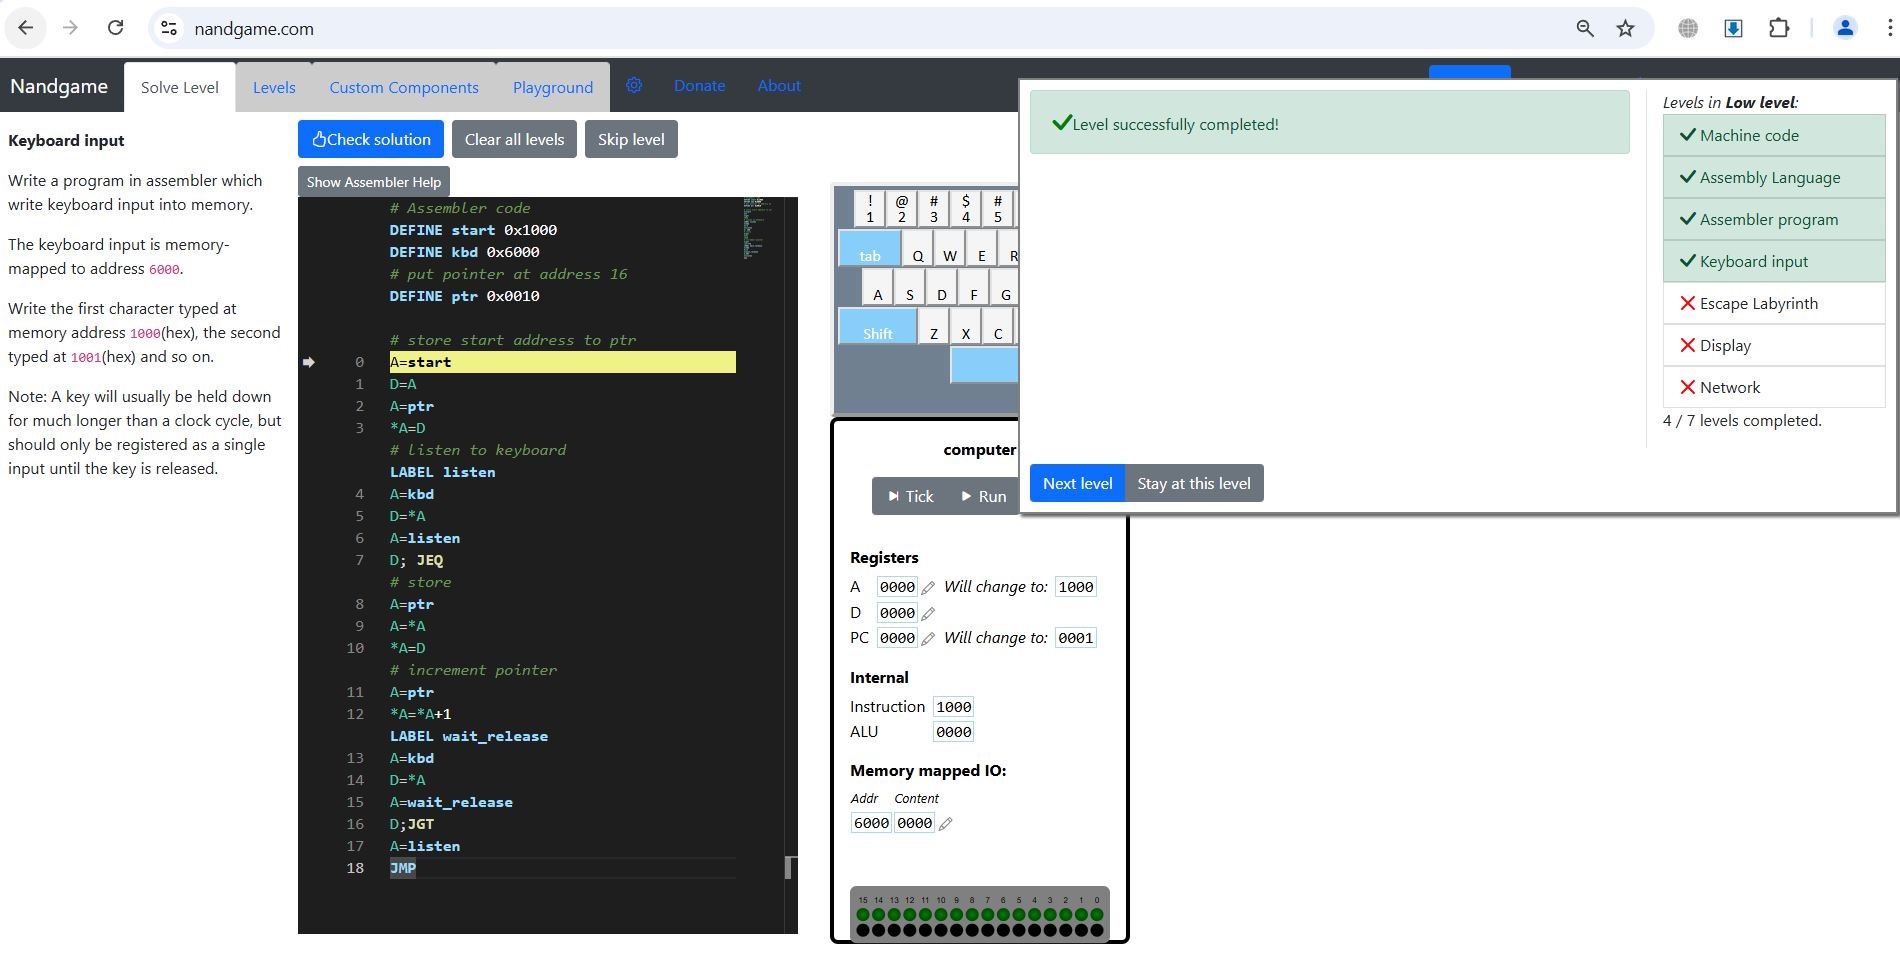 nandgame.com
Nandgame
Solve Level
Levels
Custom Components
Playground
Donate
About
Keyboard input
Write a program in assembler which
write keyboard input into memory.
The keyboard input is memory-
mapped to address 6000.
Write the first character typed at
memory address 1000(hex), the second
typed at 1001(hex) and so on.
Note: A key will usually be held down
for much longer than a clock cycle, but
should only be registered as a single
input until the key is released.
Check solution
Clear all levels
Skip level
Show Assembler Help
# Assembler code
DEFINE start 0x1000
DEFINE kbd 0x6000
# put pointer at address 16
DEFINE ptr 0x0010
# store start address to ptr
0 A=start
1 D=A
2 A=ptr
3 *A=D
# listen to keyboard
LABEL listen
4 A=kbd
5 D=*A
6 A=listen
7 D; JEQ
# store
8 A=ptr
9 A=*A
10 *A=D
# increment pointer
11 A=ptr
12 *A=*A+1
LABEL wait_release
13 A=kbd
14 D=*A
15 A=wait_release
16 D;JGT
17 A=listen
18 JMP
! @ # $ #
1 2 3 4 5
tab Q W E R
A S D F G
Shift Z X C
computer
Tick
Run
Registers
A 0000 Will change to: 1000
D 0000
PC 0000 Will change to: 0001
Internal
Instruction 1000
ALU 0000
Memory mapped IO:
Addr Content
6000 0000
15 14 13 12 11 10 9 8 7 6 5 4 3 2 1 0
Level successfully completed!
Next level
Stay at this level
Levels in Low level:
Machine code
Assembly Language
Assembler program
Keyboard input
Escape Labyrinth
Display
Network
4 / 7 levels completed.